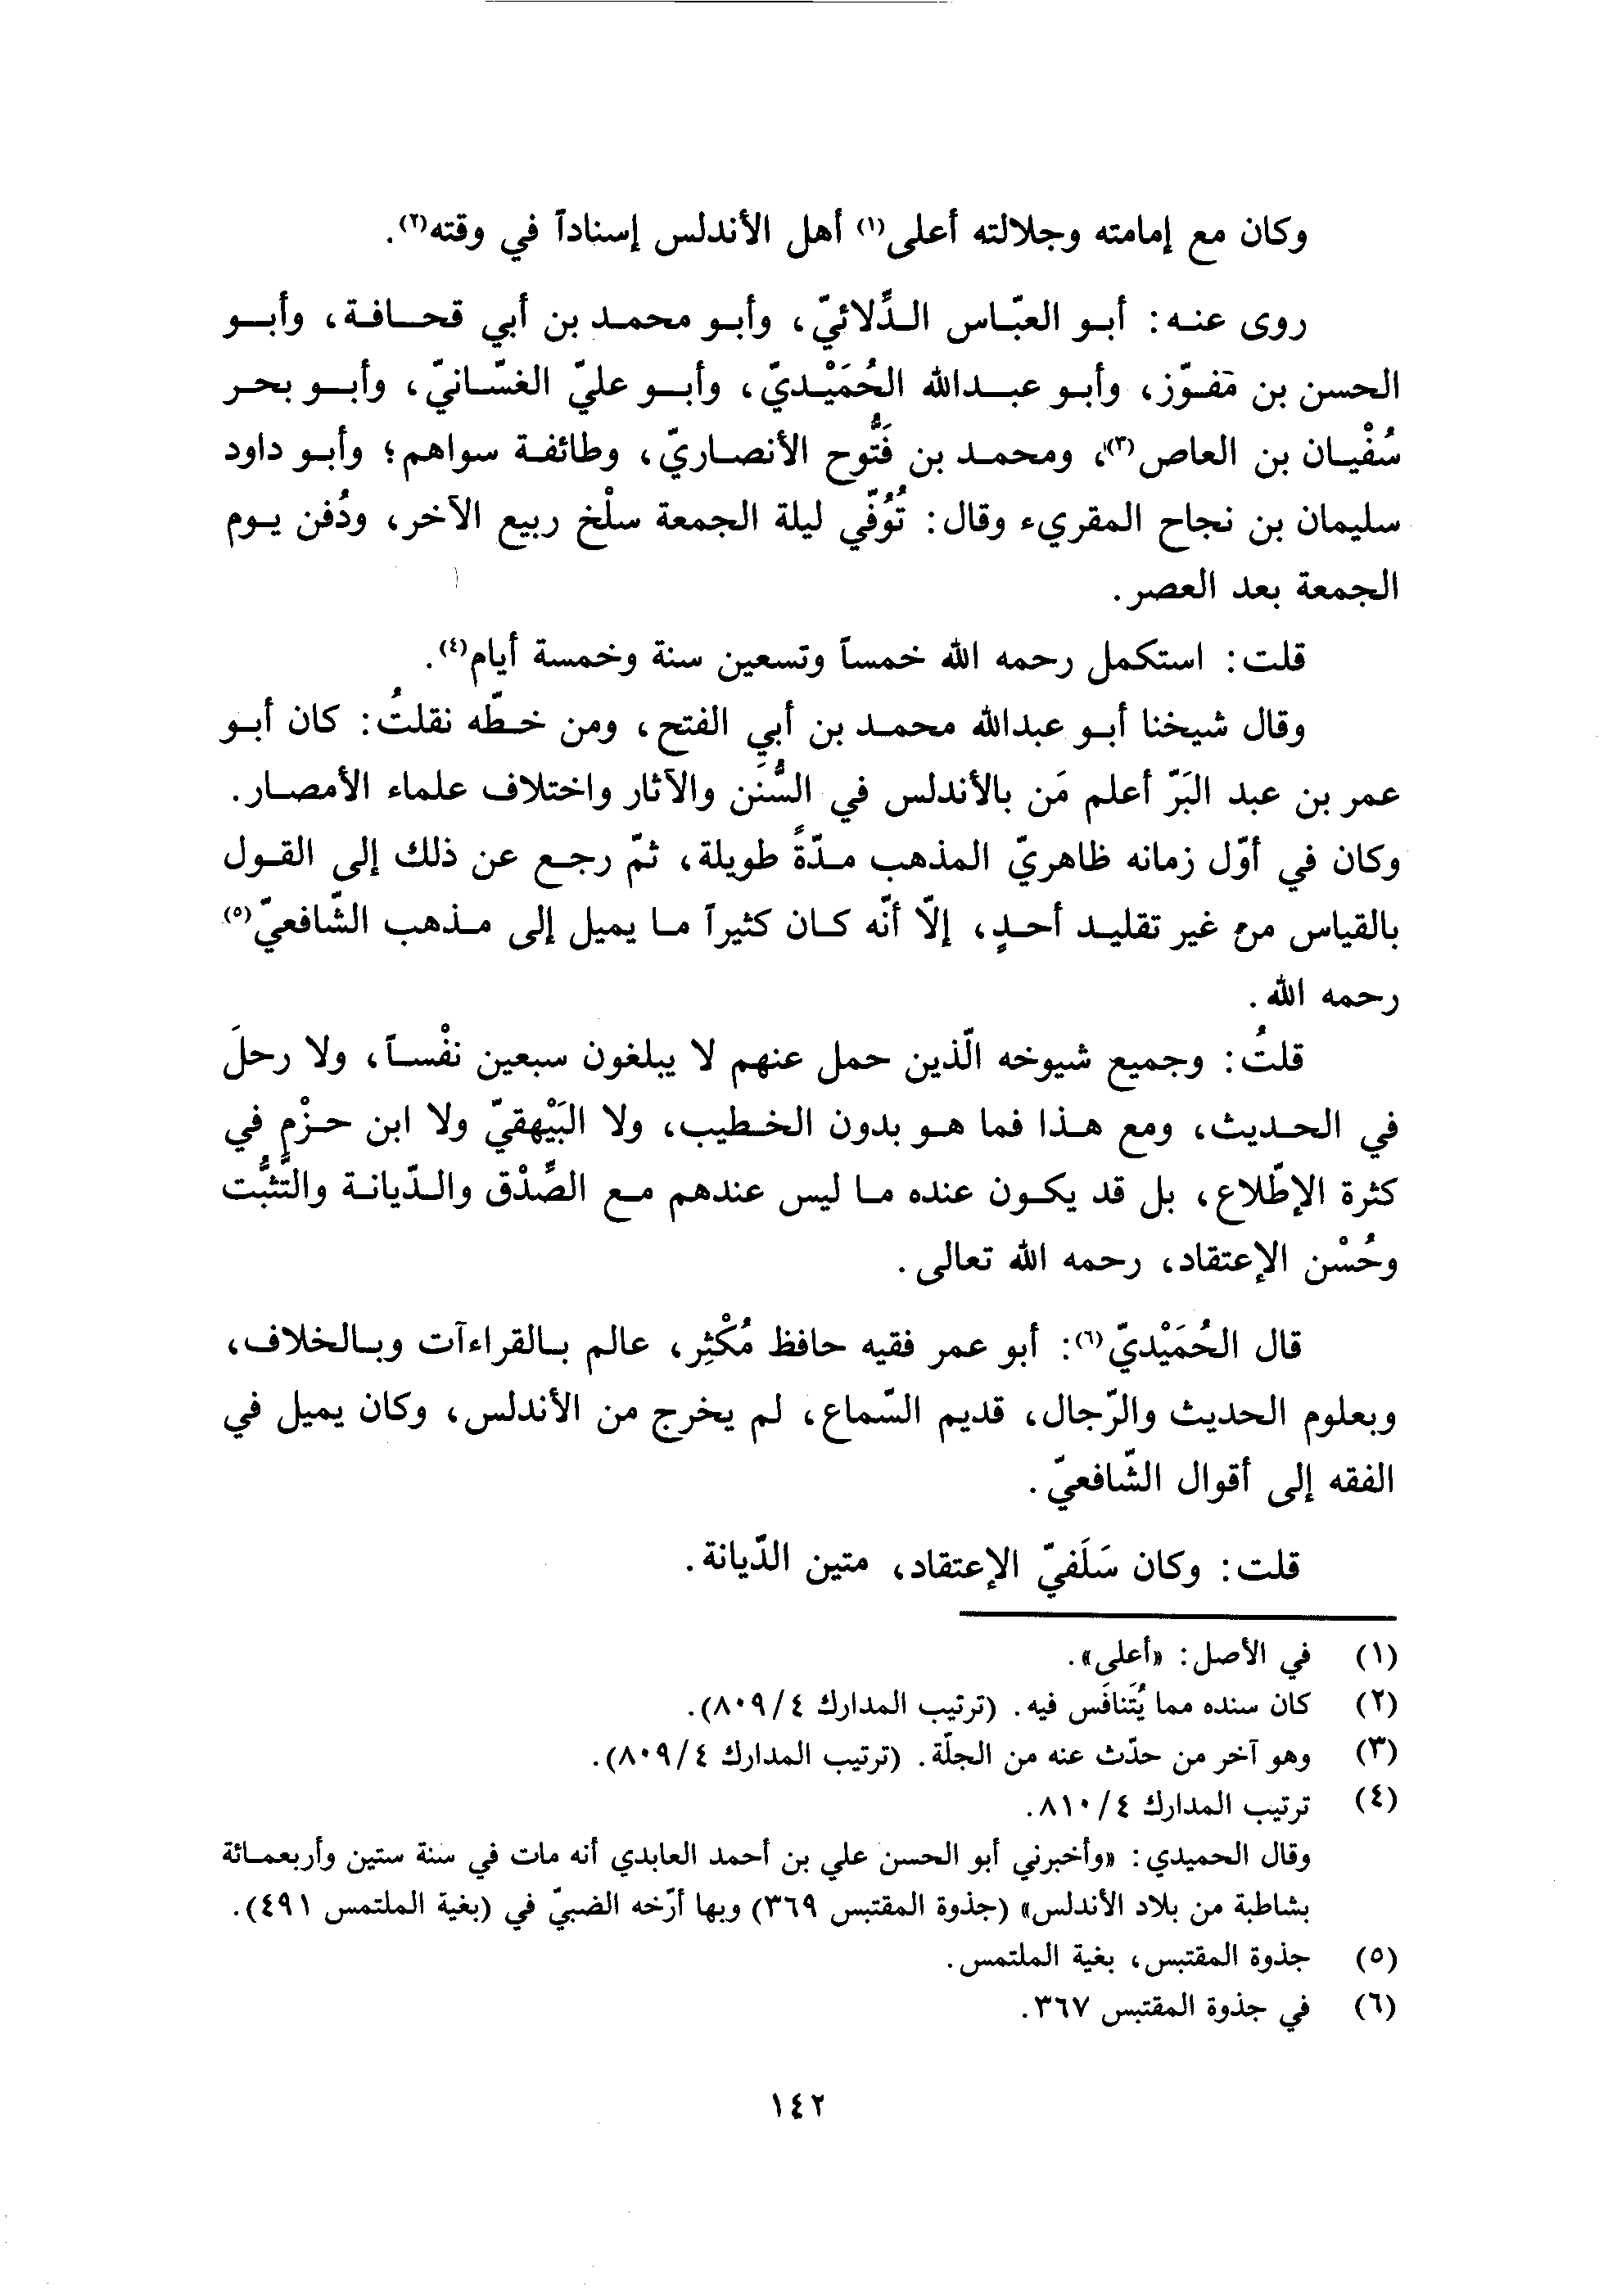 وكان مع إمامته وجلالته أعلى(١) أهل الأندلس إسناداً في وقته(٢).
روى عنه: أبو العبّاس الدِّلائيّ، وأبو محمد بن أبي قحافة، وأبو
الحسن بن مفوّز، وأبو عبدالله الحُمَيْديّ، وأبو عليّ الغسّانيّ، وأبو بحر
سُفْيان بن العاص(٣)، ومحمد بن فَتُّوح الأنصاريّ، وطائفة سواهم؛ وأبو داود
سليمان بن نجاح المقريء وقال: تُوُفّي ليلة الجمعة سلْخ ربيع الآخر، ودُفن يوم
الجمعة بعد العصر.
قلت: استكمل رحمه الله خمساً وتسعين سنة وخمسة أيام(٤).
وقال شيخنا أبو عبدالله محمد بن أبي الفتح، ومن خطّه نقلتُ: كان أبو
عمر بن عبد البَرّ أعلم مَن بالأندلس في السُّنَن والآثار واختلاف علماء الأمصار.
وكان في أوّل زمانه ظاهريّ المذهب مدّةً طويلة، ثمّ رجع عن ذلك إلى القول
بالقياس من غير تقليد أحدٍ، إلّا أنّه كان كثيراً ما يميل إلى مذهب الشّافعيّ(٥)
رحمه الله.
قلتُ: وجميع شيوخه الّذين حمل عنهم لا يبلغون سبعين نفْساً، ولا رحلَ
في الحديث، ومع هذا فما هو بدون الخطيب، ولا البَيْهقيّ ولا ابن حزْمٍ في
كثرة الإطّلاع، بل قد يكون عنده ما ليس عندهم مع الصِّدْق والدّيانة والتّثبُّت
وحُسْن الإعتقاد، رحمه الله تعالى.
قال الحُمَيْديّ(٦): أبو عمر فقيه حافظ مُكْثِر، عالم بالقراءآت وبالخلاف،
وبعلوم الحديث والرّجال، قديم السّماع، لم يخرج من الأندلس، وكان يميل في
الفقه إلى أقوال الشّافعيّ.
قلت: وكان سَلَفيّ الإعتقاد، متين الدّيانة.
(١) في الأصل: «أعلى».
(٢) كان سنده مما يُتَنافَس فيه. (ترتيب المدارك ٨٠٩/٤).
(٣) وهو آخر من حدّث عنه من الجلّة. (ترتيب المدارك ٨٠٩/٤).
(٤) ترتيب المدارك ٨١٠/٤.
وقال الحميدي: «وأخبرني أبو الحسن علي بن أحمد العابدي أنه مات في سنة ستين وأربعمائة
بشاطبة من بلاد الأندلس» (جذوة المقتبس ٣٦٩) وبها أرّخه الضبيّ في (بغية الملتمس ٤٩١).
(٥) جذوة المقتبس، بغية الملتمس.
(٦) في جذوة المقتبس ٣٦٧.
١٤٢